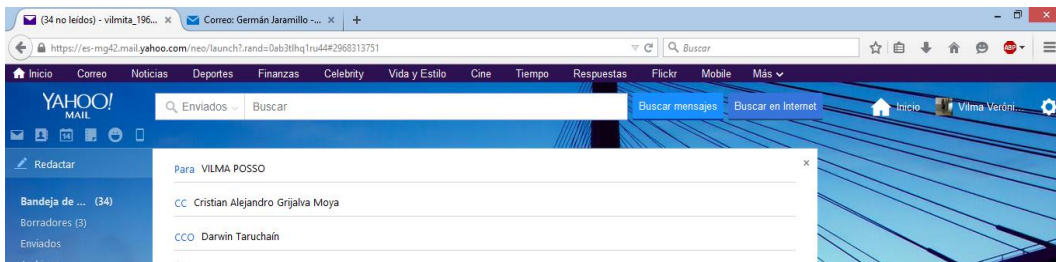 (34 no leídos) - vilmita_196... × Correo: Germán Jaramillo -... × +
https://es-mg42.mail.yahoo.com/neo/launch?.rand=0ab3tlhq1ru44#2968313751 Buscar ABP
Inicio Correo Noticias Deportes Finanzas Celebrity Vida y Estilo Cine Tiempo Respuestas Flickr Mobile Más
YAHOO! MAIL Enviados Buscar Buscar mensajes Buscar en Internet Inicio Vilma Veróni...
14
Redactar
Para VILMA POSSO ×
Bandeja de ... (34)
CC Cristian Alejandro Grijalva Moya
Borradores (3)
CCO Darwin Taruchaín
Enviados